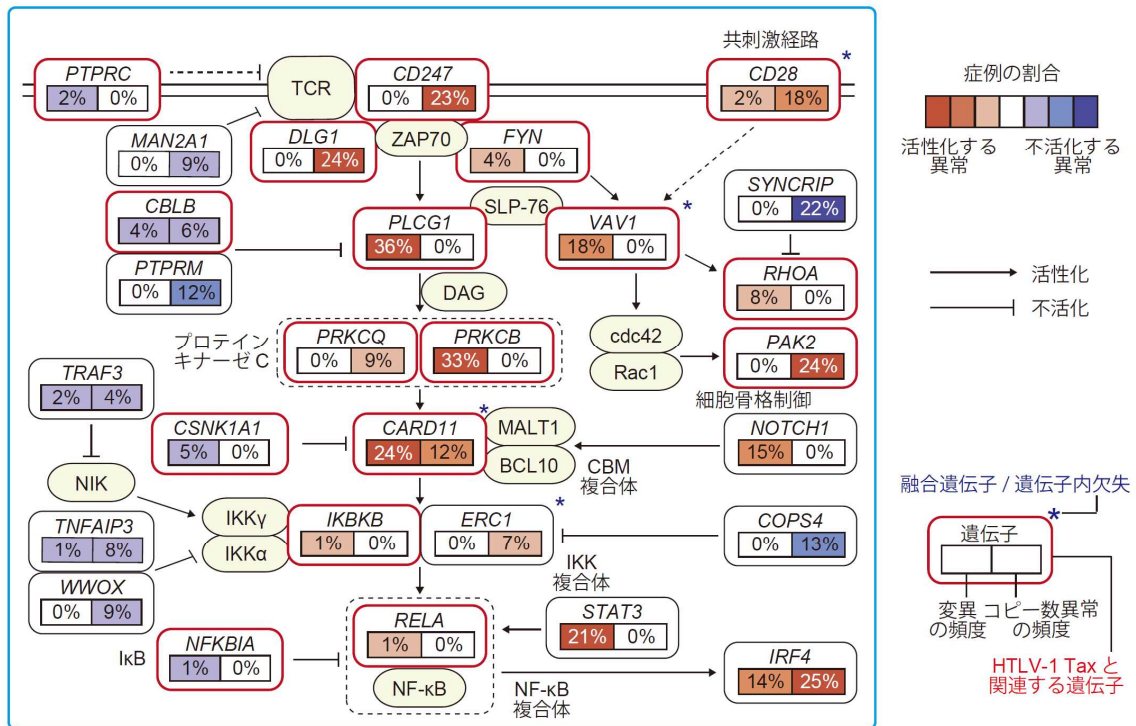 共刺激経路
*
PTPRC
2% 0%
TCR
CD247
0% 23%
CD28
2% 18%
MAN2A1
0% 9%
DLG1
0% 24%
ZAP70
FYN
4% 0%
SYNCRIP
0% 22%
CBLB
4% 6%
PTPRM
0% 12%
PLCG1
36% 0%
SLP-76
*
VAV1
18% 0%
RHOA
8% 0%
DAG
プロテイン
キナーゼ C
PRKCQ
0% 9%
PRKCB
33% 0%
cdc42
Rac1
PAK2
0% 24%
細胞骨格制御
TRAF3
2% 4%
CSNK1A1
5% 0%
*
CARD11
24% 12%
MALT1
BCL10
CBM
複合体
NOTCH1
15% 0%
NIK
TNFAIP3
1% 8%
WWOX
0% 9%
IKKγ
IKKα
IKBKB
1% 0%
*
ERC1
0% 7%
IKK
複合体
COPS4
0% 13%
IκB
NFKBIA
1% 0%
RELA
1% 0%
NF-κB
STAT3
21% 0%
NF-κB
複合体
IRF4
14% 25%
症例の割合
活性化する
異常
不活化する
異常
活性化
不活化
融合遺伝子 / 遺伝子内欠失
*
遺伝子
変異
の頻度
コピー数異常
の頻度
HTLV-1 Tax と
関連する遺伝子